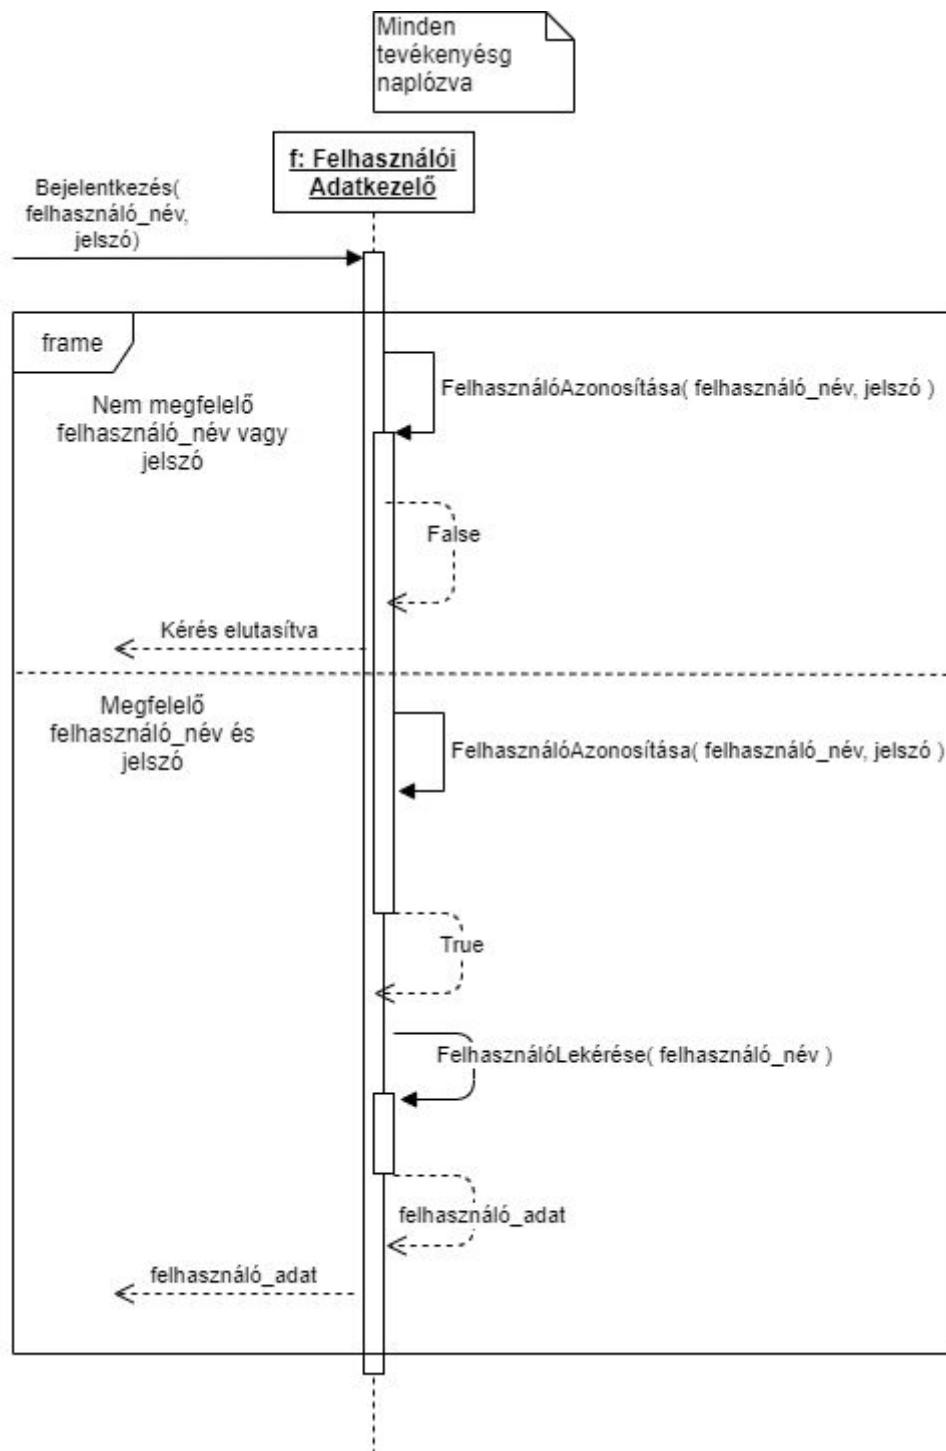 Minden
tevékenyésg
naplózva
f: Felhasználói
Adatkezelő
Bejelentkezés(
felhasználó_név,
jelszó)
frame
FelhasználóAzonosítása( felhasználó_név, jelszó )
Nem megfelelő
felhasználó_név vagy
jelszó
False
Kérés elutasítva
Megfelelő
felhasználó_név és
jelszó
FelhasználóAzonosítása( felhasználó_név, jelszó )
True
FelhasználóLekérése( felhasználó_név )
felhasználó_adat
felhasználó_adat